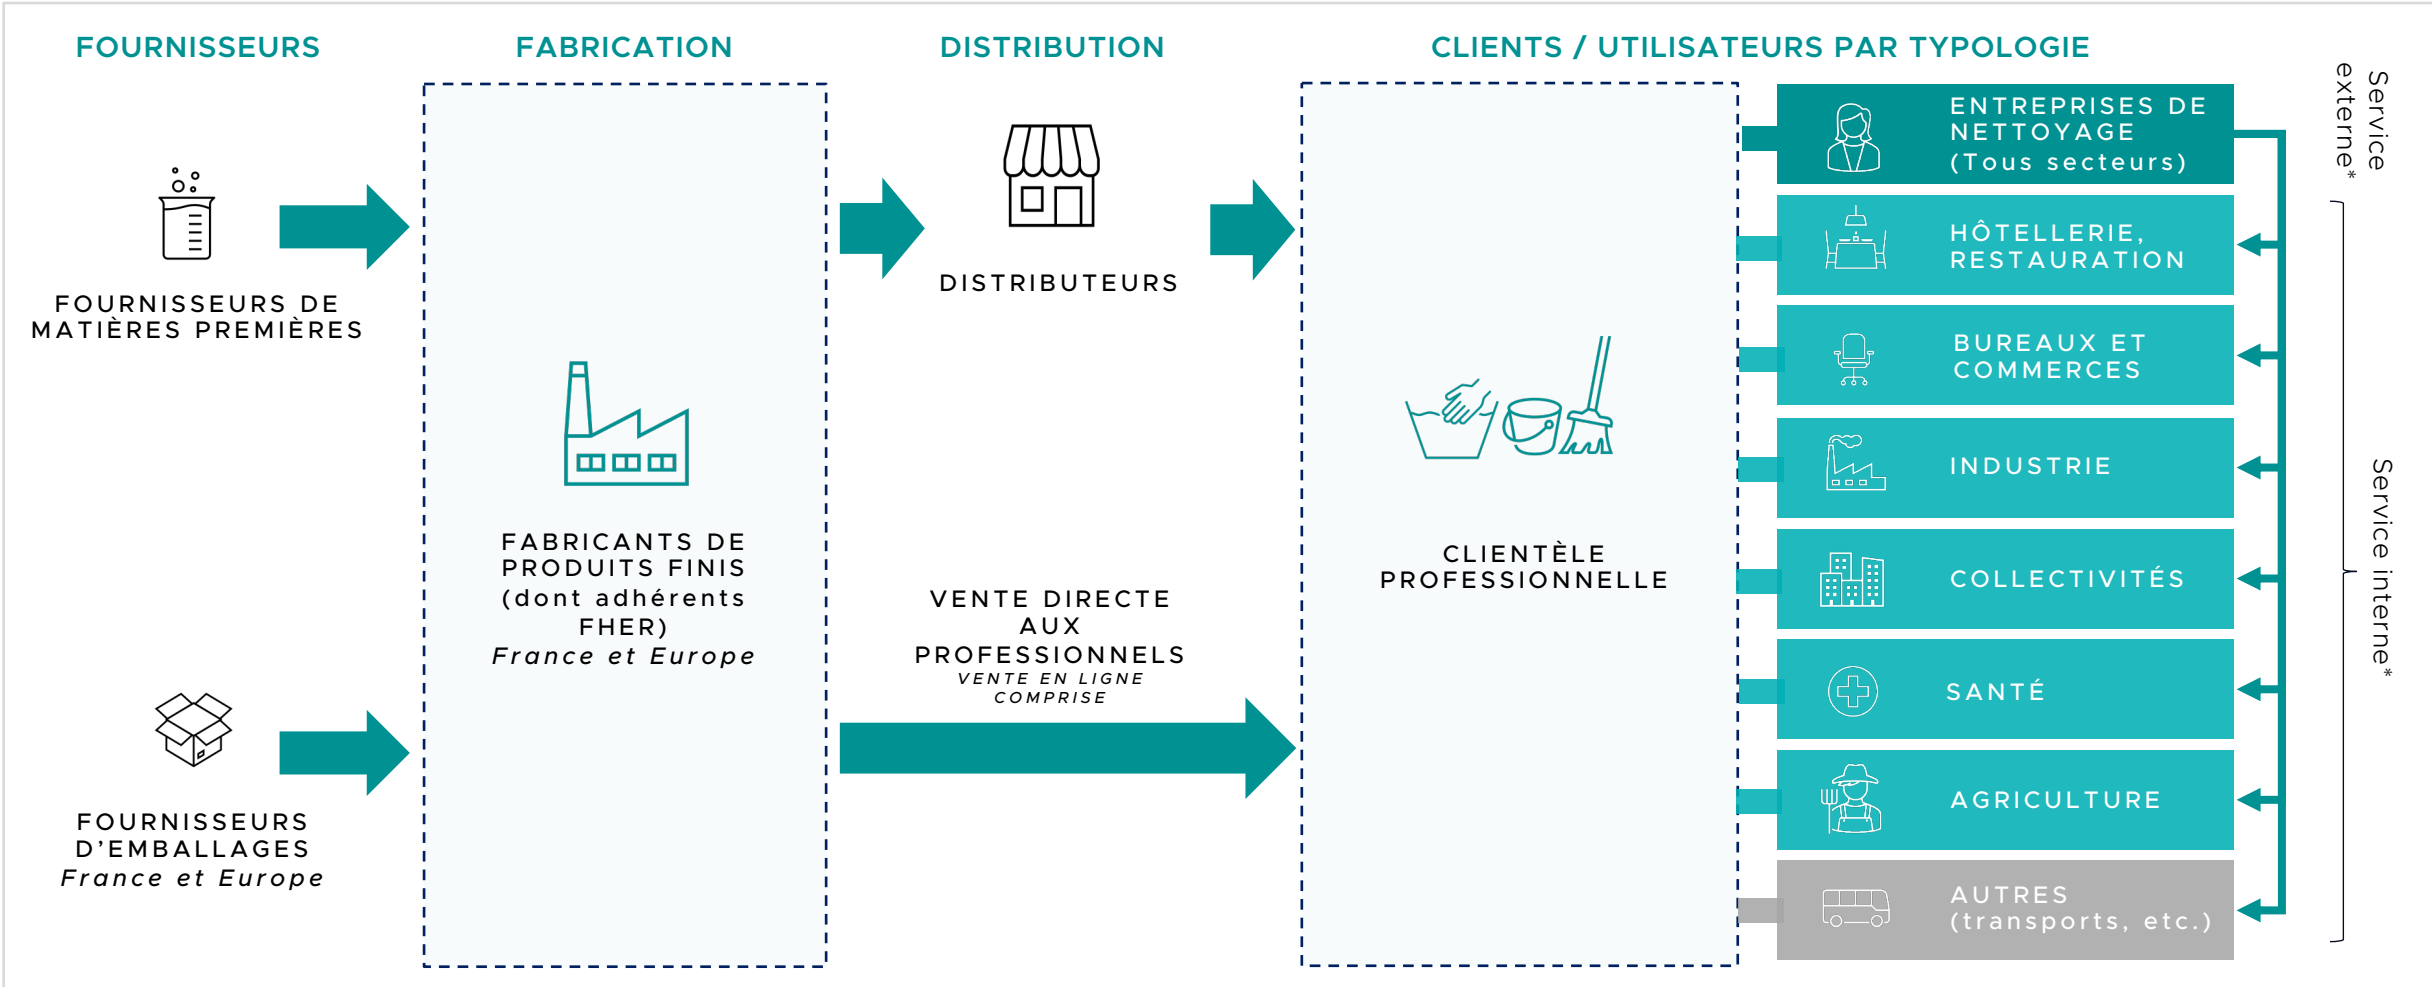 FOURNISSEURS
FABRICATION
DISTRIBUTION
CLIENTS / UTILISATEURS PAR TYPOLOGIE
FOURNISSEURS DE
MATIÈRES PREMIÈRES
FOURNISSEURS
D’EMBALLAGES
France et Europe
FABRICANTS DE
PRODUITS FINIS
(dont adhérents
FHER)
France et Europe
DISTRIBUTEURS
VENTE DIRECTE
AUX
PROFESSIONNELS
VENTE EN LIGNE
COMPRISE
CLIENTÈLE
PROFESSIONNELLE
ENTREPRISES DE
NETTOYAGE
(Tous secteurs)
HÔTELLERIE,
RESTAURATION
BUREAUX ET
COMMERCES
INDUSTRIE
COLLECTIVITÉS
SANTÉ
AGRICULTURE
AUTRES
(transports, etc.)
Service
externe*
Service interne*